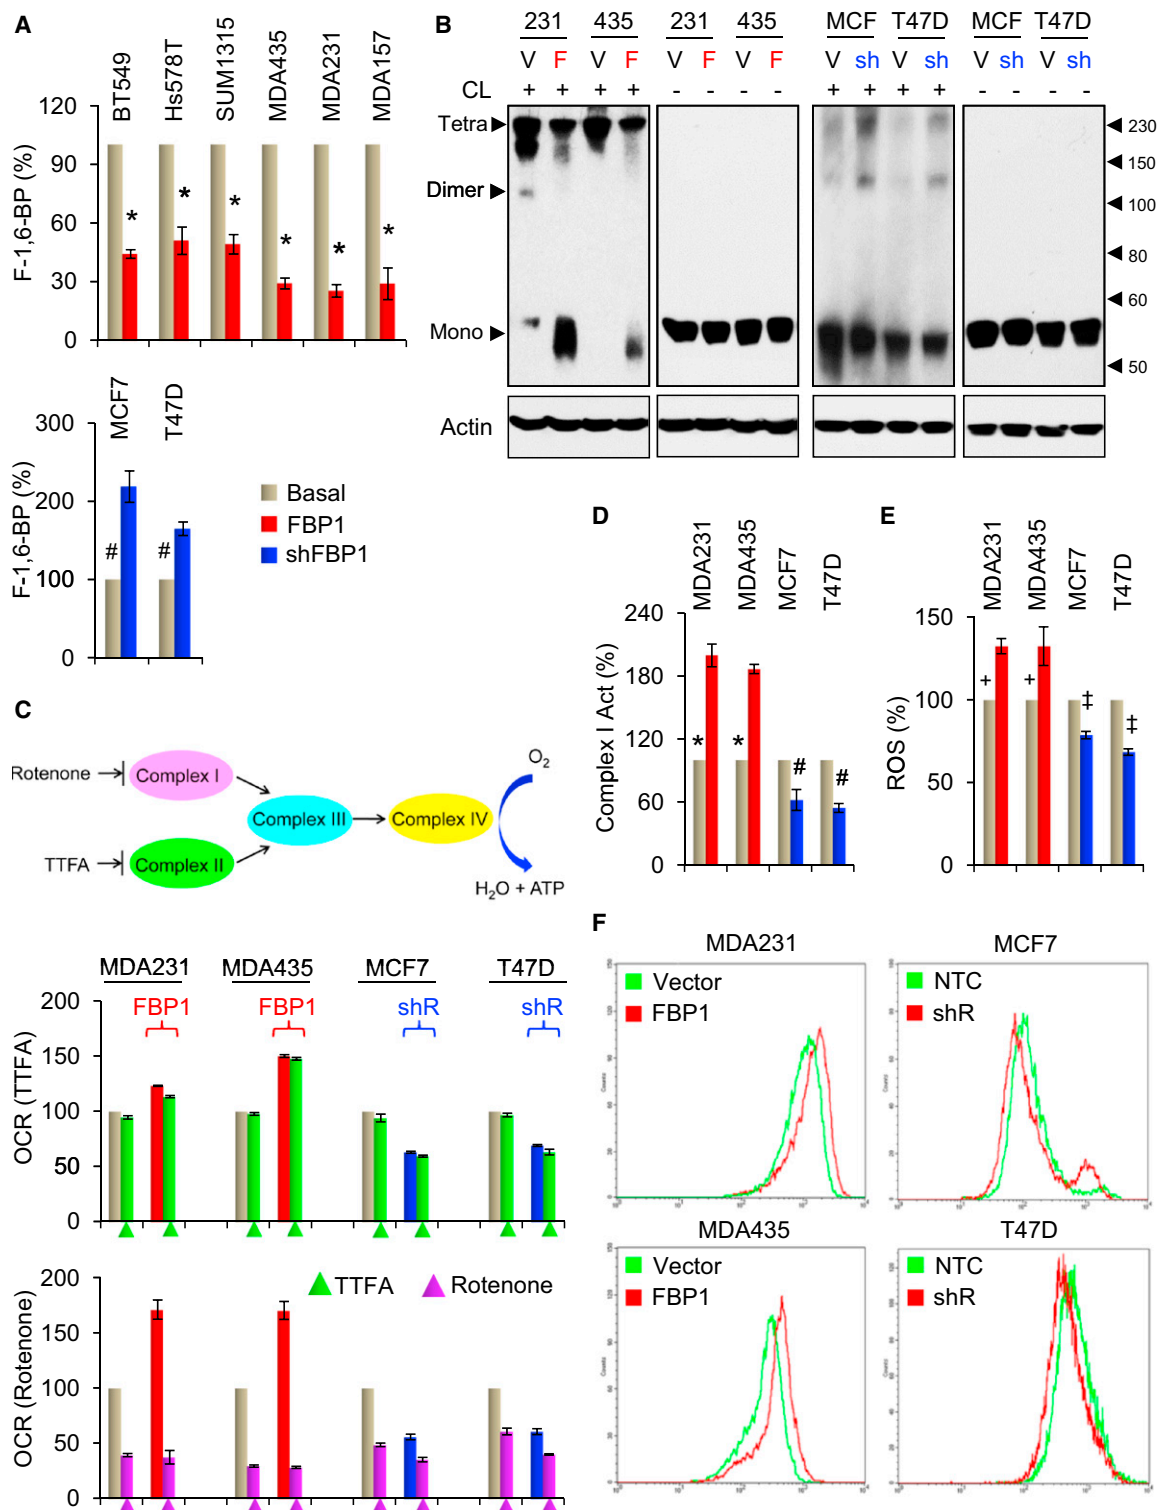 A
BT549
Hs578T
SUM1315
MDA435
MDA231
MDA157
F-1,6-BP (%)
120
90
60
30
0
* * * * * *
MCF7
T47D
F-1,6-BP (%)
300
200
100
0
# #
Basal
FBP1
shFBP1
B
231 435 231 435 MCF T47D MCF T47D
V F V F V F V F V sh V sh V sh V sh
CL + + + + - - - - + + + + - - - -
Tetra
Dimer
Mono
Actin
230
150
100
80
60
50
C
Rotenone
Complex I
TTFA
Complex II
Complex III
Complex IV
O2
H2O + ATP
MDA231 MDA435 MCF7 T47D
FBP1 FBP1 shR shR
OCR (TTFA)
200
150
100
50
0
TTFA Rotenone
OCR (Rotenone)
200
150
100
50
0
D
MDA231
MDA435
MCF7
T47D
Complex I Act (%)
240
180
120
60
0
* * # #
E
MDA231
MDA435
MCF7
T47D
ROS (%)
150
100
50
0
+ + ‡ ‡
F
MDA231
Vector
FBP1
Counts
MCF7
NTC
shR
Counts
MDA435
Vector
FBP1
Counts
T47D
NTC
shR
Counts